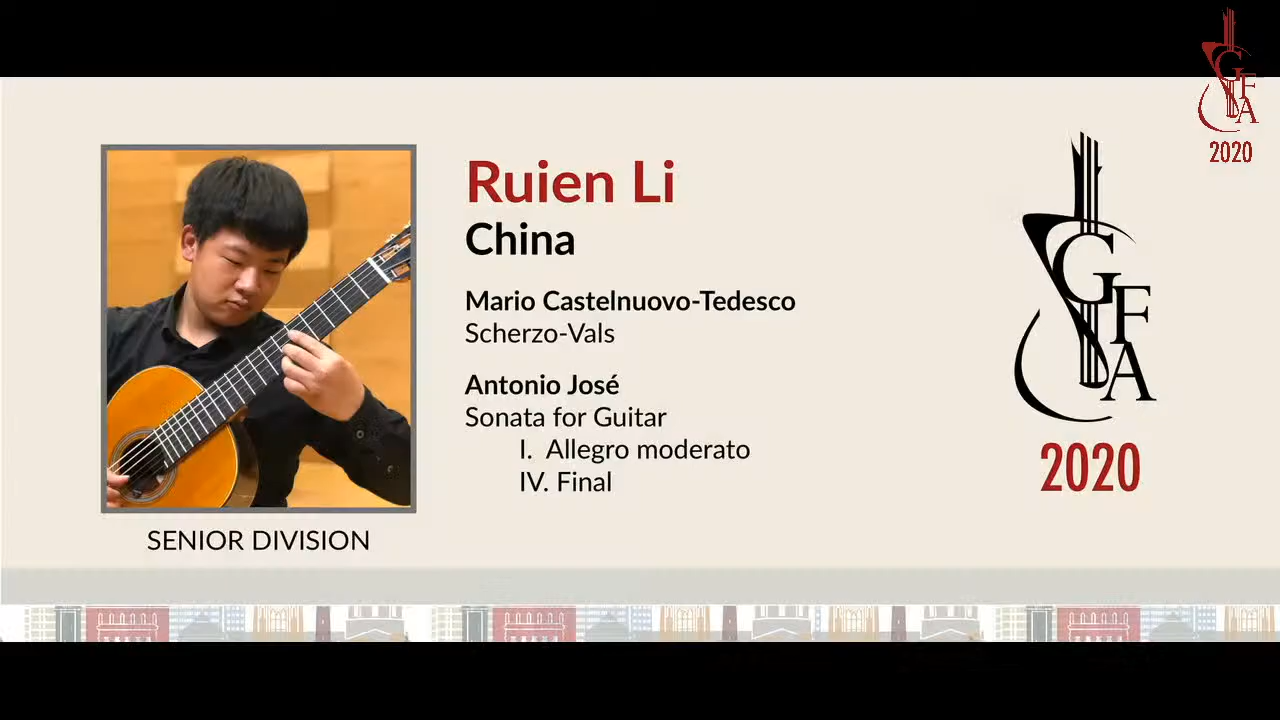 GFA
2020
Ruien Li
China
Mario Castelnuovo-Tedesco
Scherzo-Vals
Antonio José
Sonata for Guitar
I. Allegro moderato
IV. Final
SENIOR DIVISION
GFA
2020